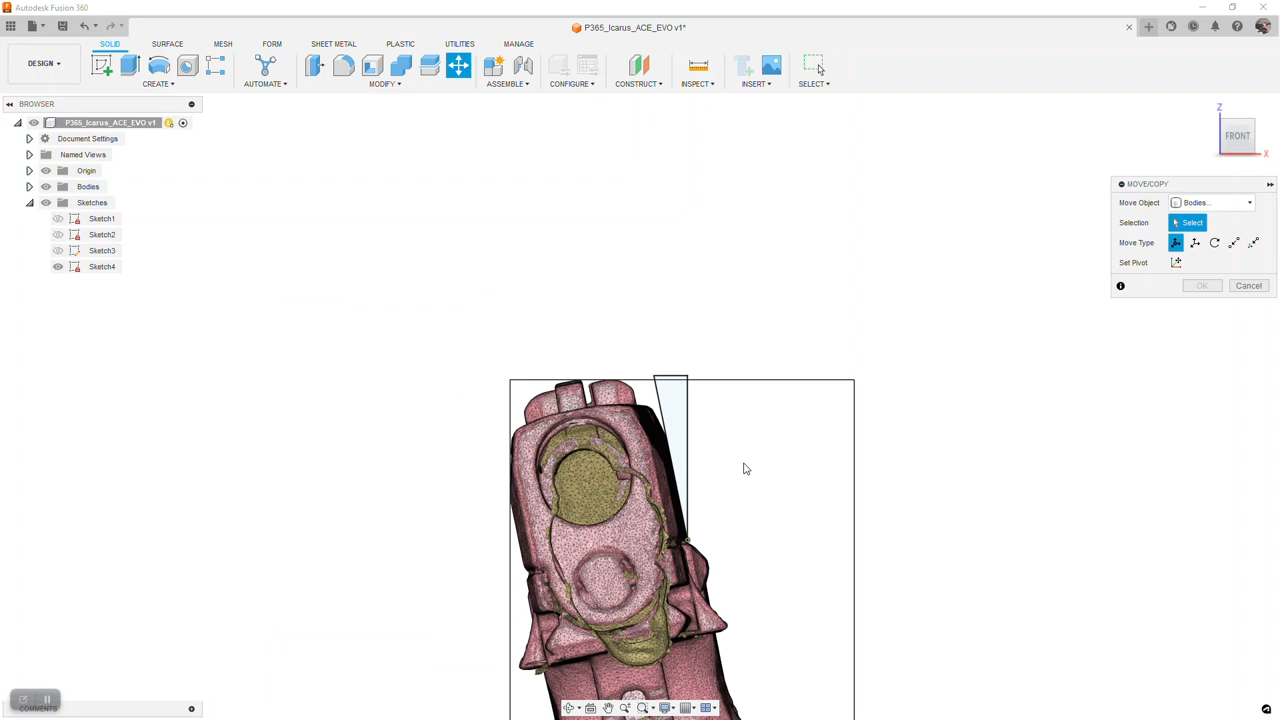 Autodesk Fusion 360
P365_Icarus_ACE_EVO v1*
SOLID SURFACE MESH FORM SHEET METAL PLASTIC UTILITIES MANAGE
DESIGN
CREATE AUTOMATE MODIFY ASSEMBLE CONFIGURE CONSTRUCT INSPECT INSERT SELECT
BROWSER
P365_Icarus_ACE_EVO v1
Document Settings
Named Views
Origin
Bodies
Sketches
Sketch1
Sketch2
Sketch3
Sketch4
Z
FRONT
X
MOVE/COPY
Move Object Bodies...
Selection Select
Move Type
Set Pivot
OK Cancel
COMMENTS